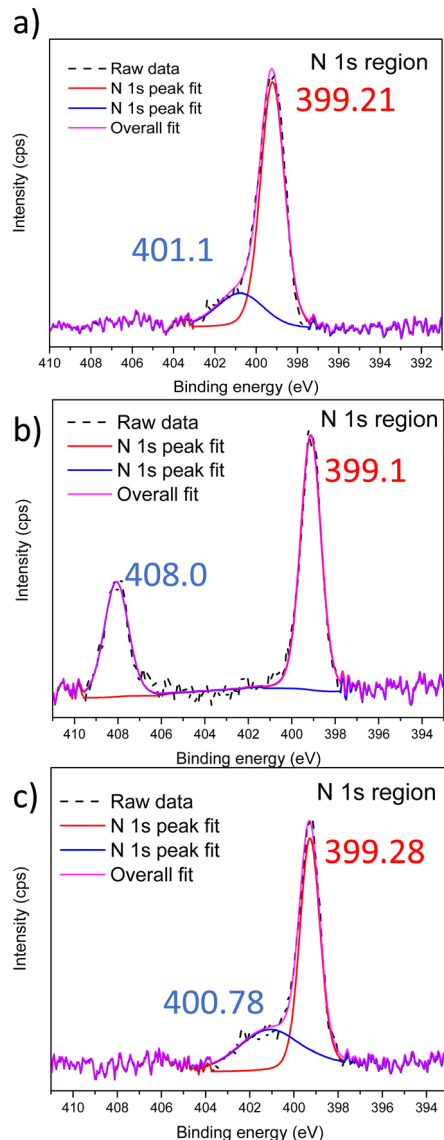 a)
N 1s region
Raw data
N 1s peak fit
N 1s peak fit
Overall fit
399.21
401.1
Intensity (cps)
410 408 406 404 402 400 398 396 394 392
Binding energy (eV)
b)
N 1s region
Raw data
N 1s peak fit
N 1s peak fit
Overall fit
399.1
408.0
Intensity (cps)
410 408 406 404 402 400 398 396 394
Binding energy (eV)
c)
N 1s region
Raw data
N 1s peak fit
N 1s peak fit
Overall fit
399.28
400.78
Intensity (cps)
410 408 406 404 402 400 398 396 394
Binding energy (eV)